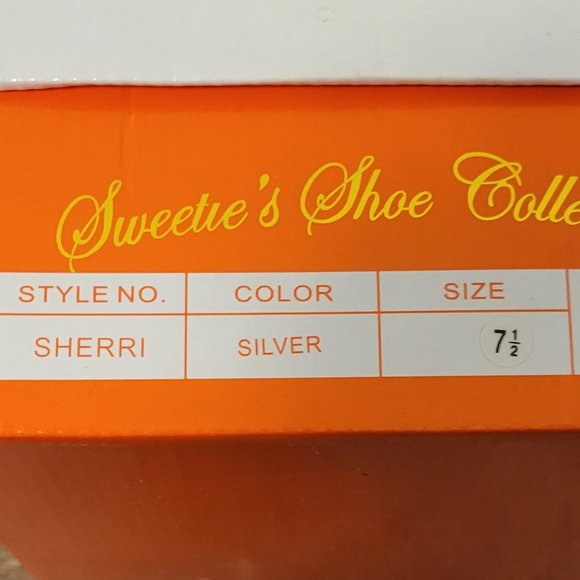 Sweetie's Shoe Colle
STYLE NO. COLOR SIZE
SHERRI SILVER 7½